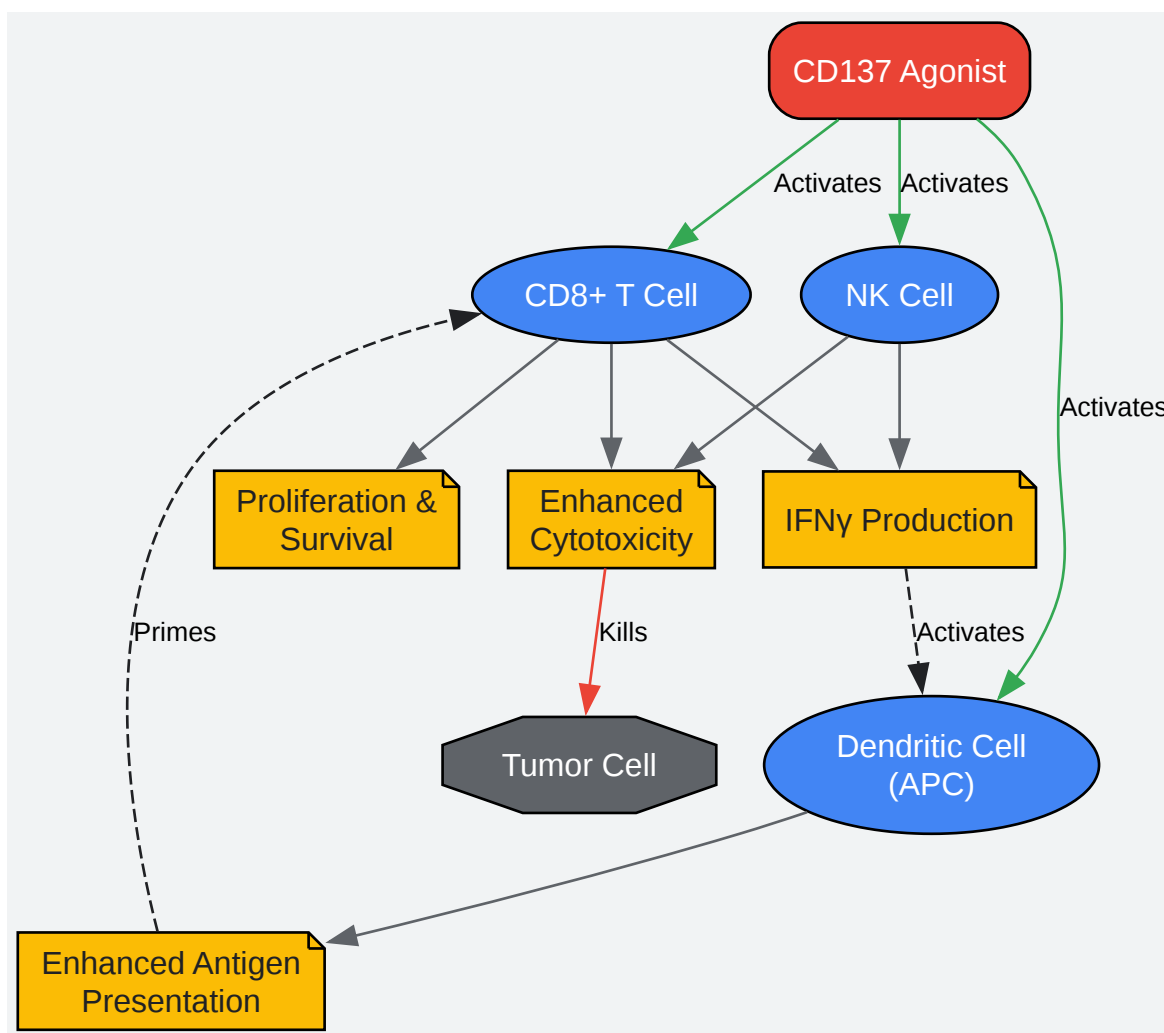 CD137 Agonist
Activates
Activates
CD8+ T Cell
NK Cell
Activates
Proliferation &
Survival
Enhanced
Cytotoxicity
IFNγ Production
Primes
Kills
Activates
Tumor Cell
Dendritic Cell
(APC)
Enhanced Antigen
Presentation